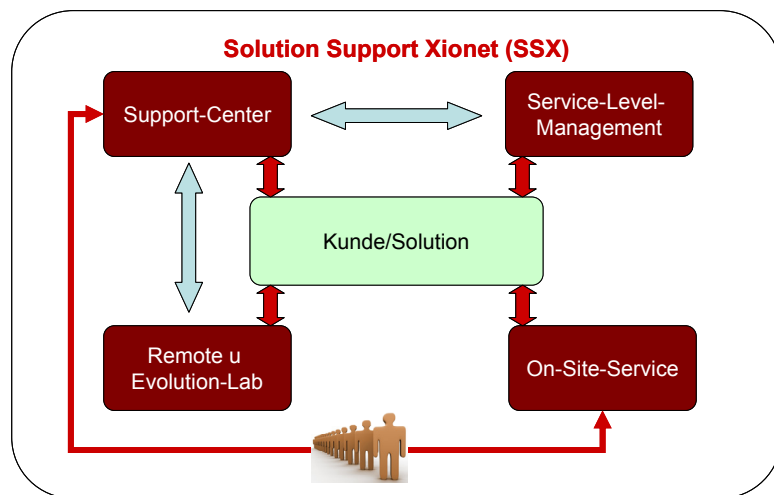 Solution Support Xionet (SSX)
Support-Center
Service-Level-
Management
Kunde/Solution
Remote u
Evolution-Lab
On-Site-Service